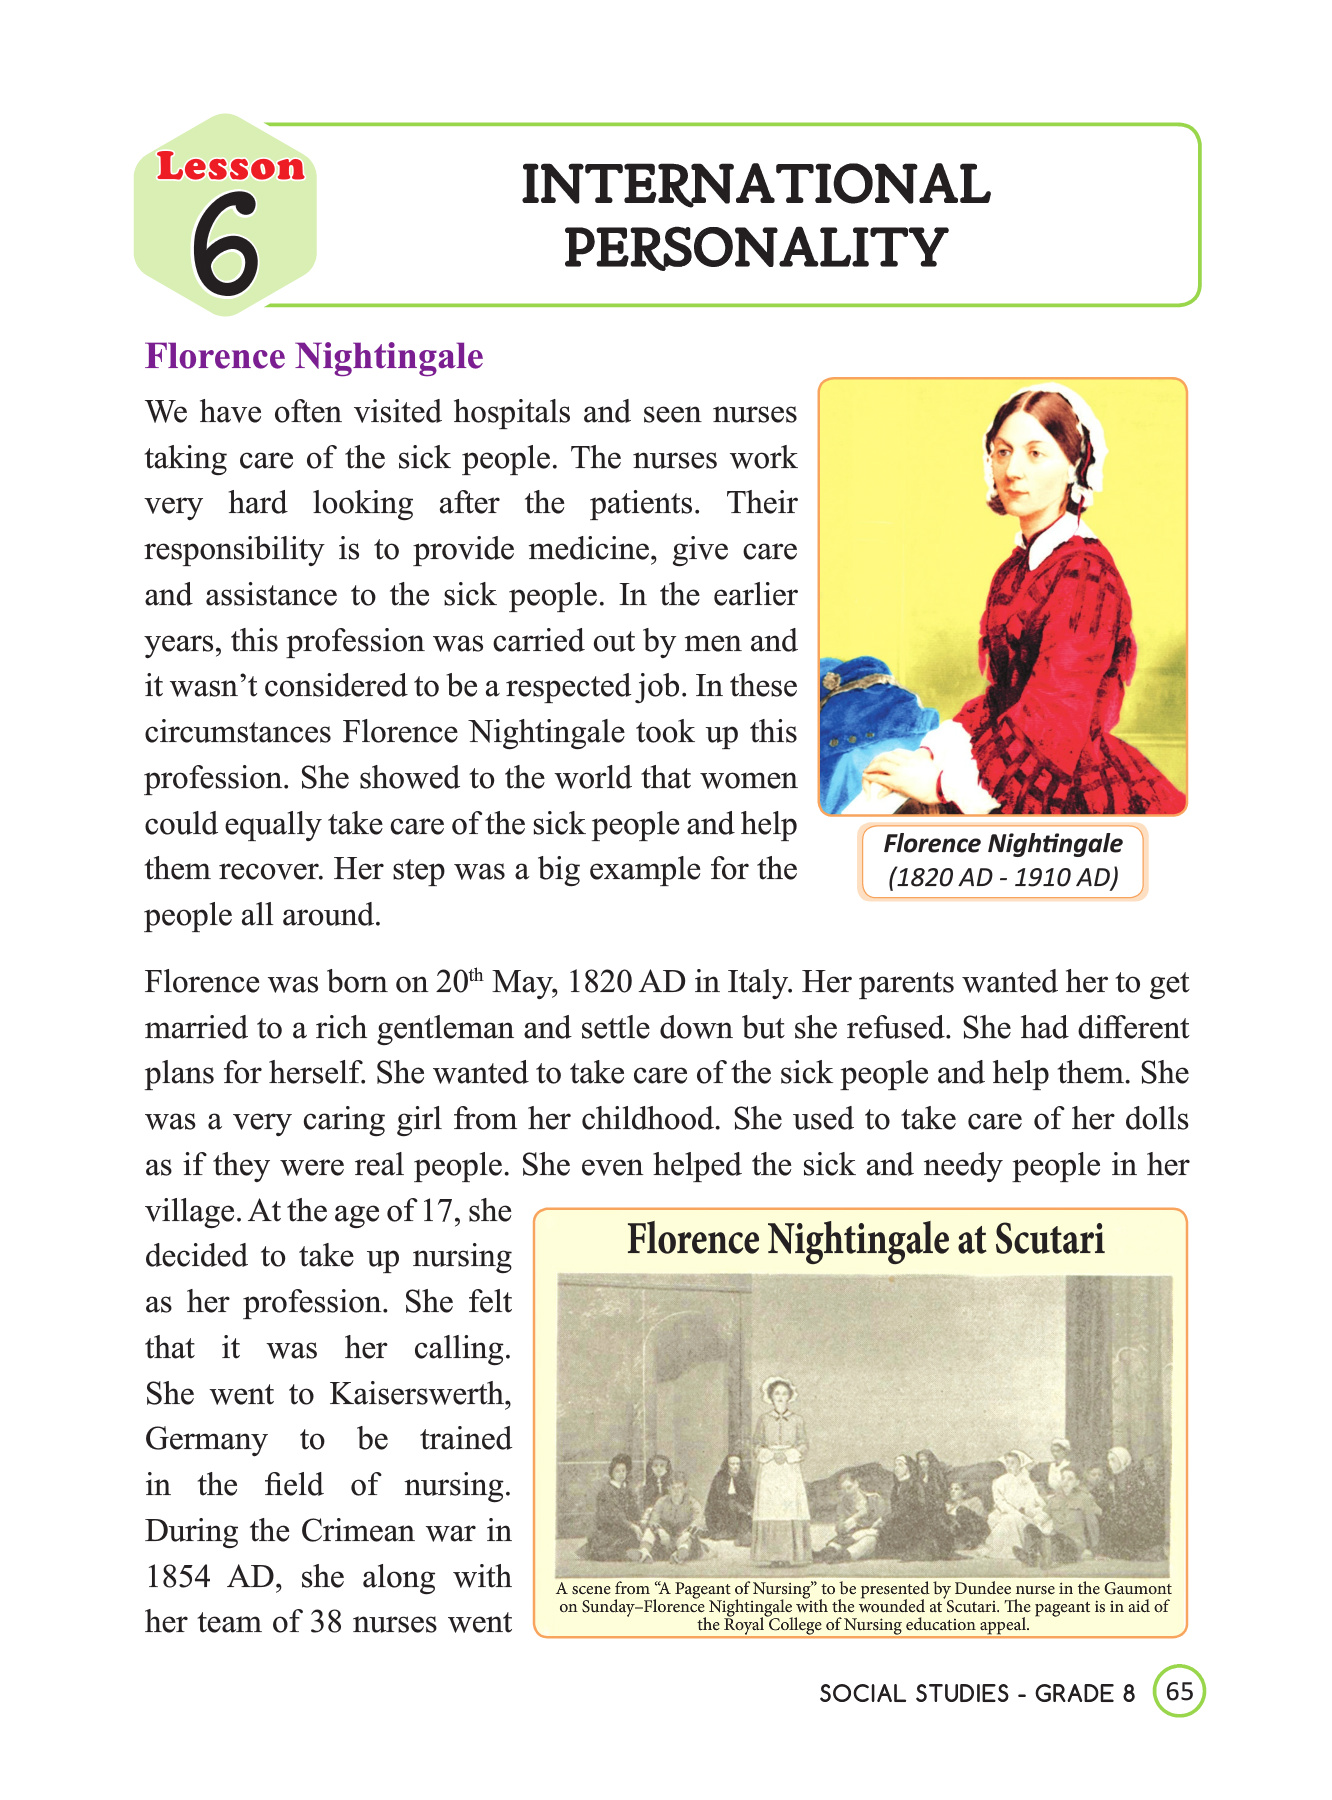 Lesson
6
INTERNATIONAL
PERSONALITY
Florence Nightingale
We have often visited hospitals and seen nurses
taking care of the sick people. The nurses work
very hard looking after the patients. Their
responsibility is to provide medicine, give care
and assistance to the sick people. In the earlier
years, this profession was carried out by men and
it wasn’t considered to be a respected job. In these
circumstances Florence Nightingale took up this
profession. She showed to the world that women
could equally take care of the sick people and help
them recover. Her step was a big example for the
people all around.
Florence Nightingale
(1820 AD - 1910 AD)
Florence was born on 20th May, 1820 AD in Italy. Her parents wanted her to get
married to a rich gentleman and settle down but she refused. She had different
plans for herself. She wanted to take care of the sick people and help them. She
was a very caring girl from her childhood. She used to take care of her dolls
as if they were real people. She even helped the sick and needy people in her
village. At the age of 17, she
decided to take up nursing
as her profession. She felt
that it was her calling.
She went to Kaiserswerth,
Germany to be trained
in the field of nursing.
During the Crimean war in
1854 AD, she along with
her team of 38 nurses went
Florence Nightingale at Scutari
A scene from “A Pageant of Nursing” to be presented by Dundee nurse in the Gaumont
on Sunday–Florence Nightingale with the wounded at Scutari. The pageant is in aid of
the Royal College of Nursing education appeal.
SOCIAL STUDIES - GRADE 8 65